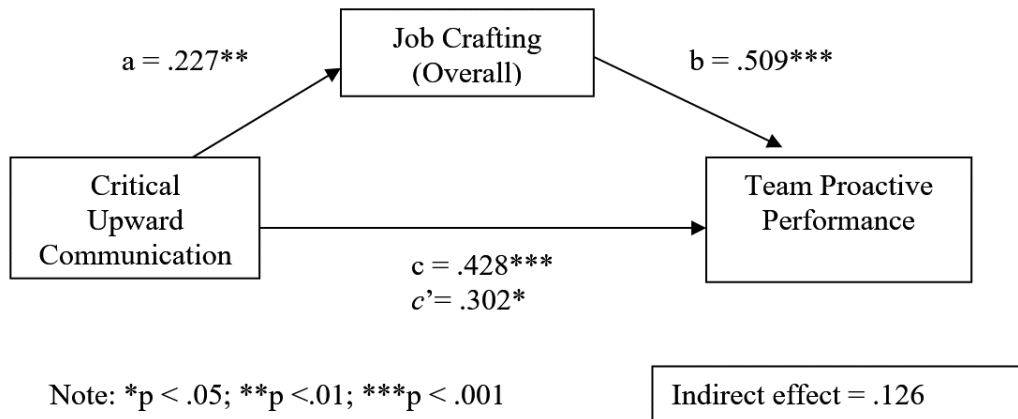 Job Crafting
(Overall)
a = .227**
b = .509***
Critical
Upward
Communication
Team Proactive
Performance
c = .428***
c’= .302*
Note: *p < .05; **p <.01; ***p < .001
Indirect effect = .126